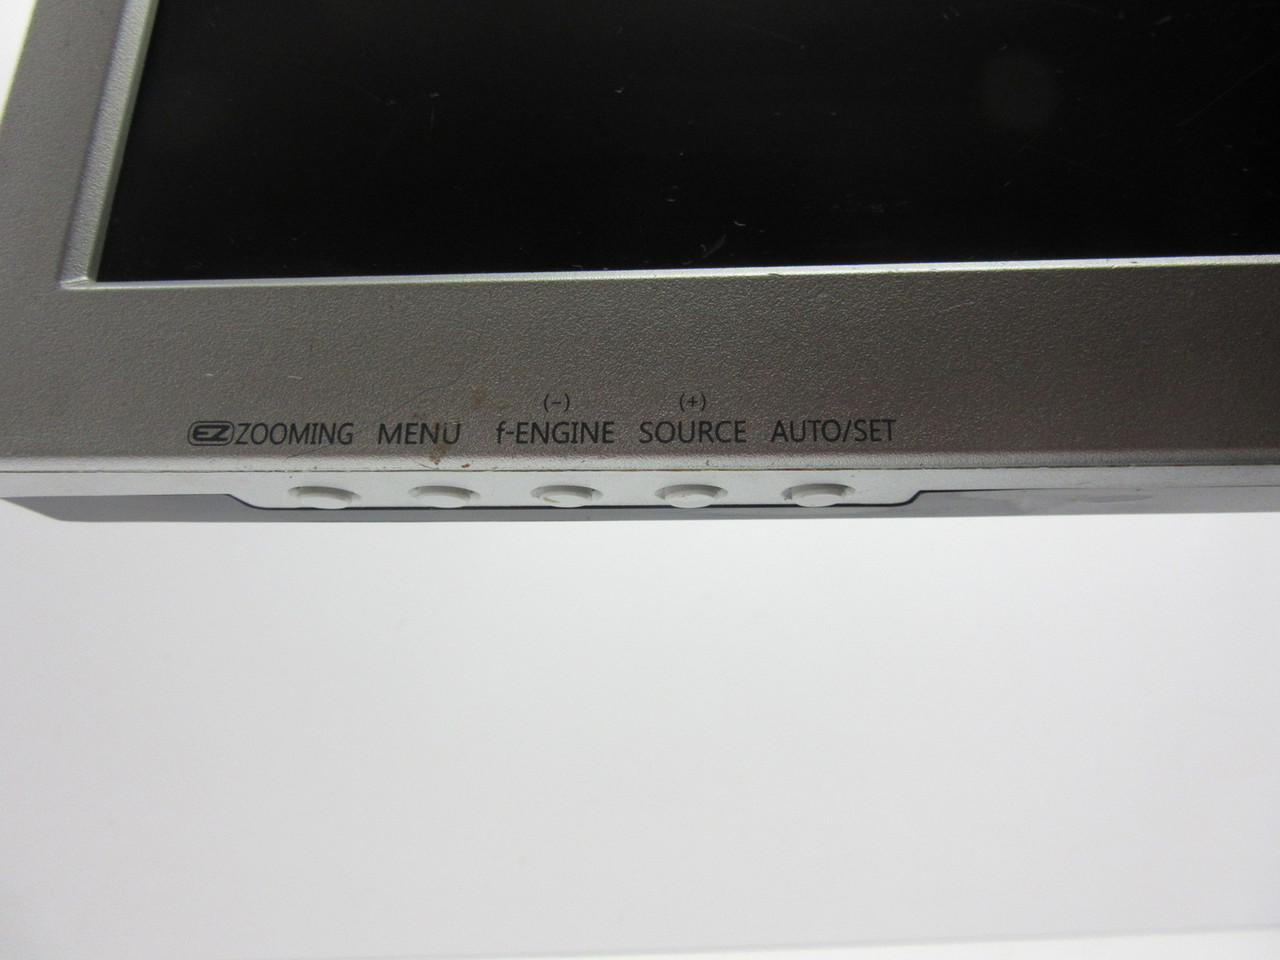 (-) (+)
EZ ZOOMING MENU f-ENGINE SOURCE AUTO/SET